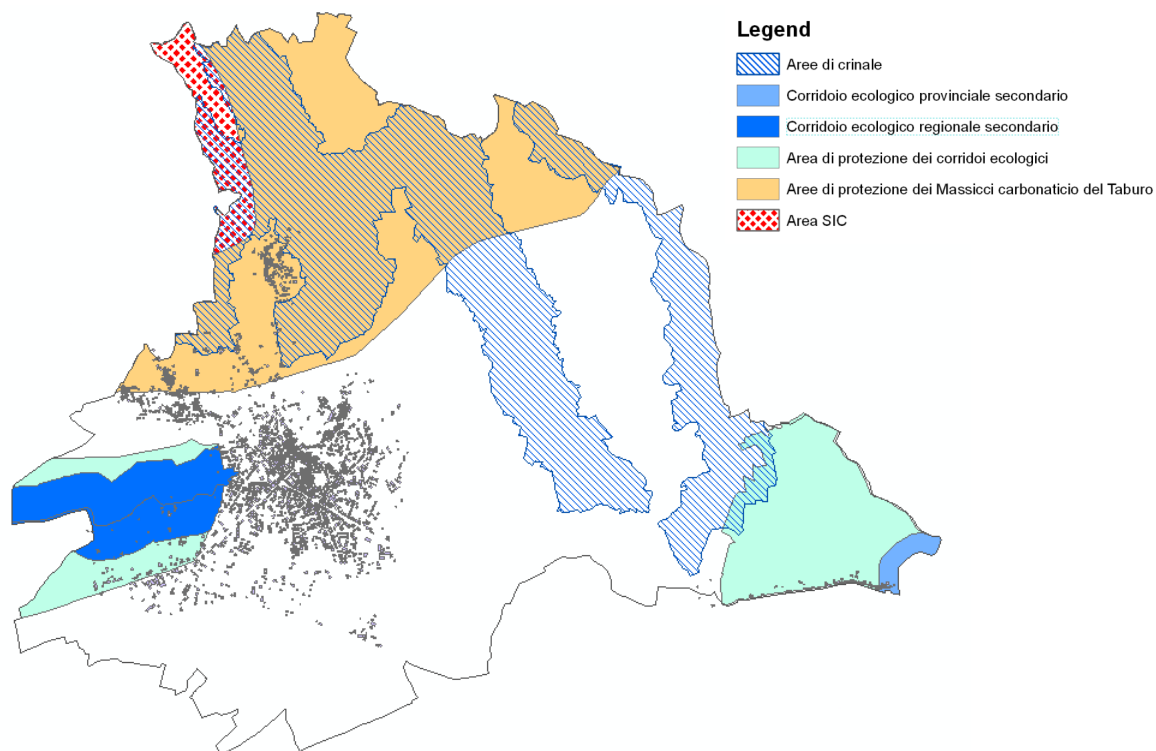 Legend
Aree di crinale
Corridoio ecologico provinciale secondario
Corridoio ecologico regionale secondario
Area di protezione dei corridoi ecologici
Aree di protezione dei Massicci carbonaticio del Taburo
Area SIC